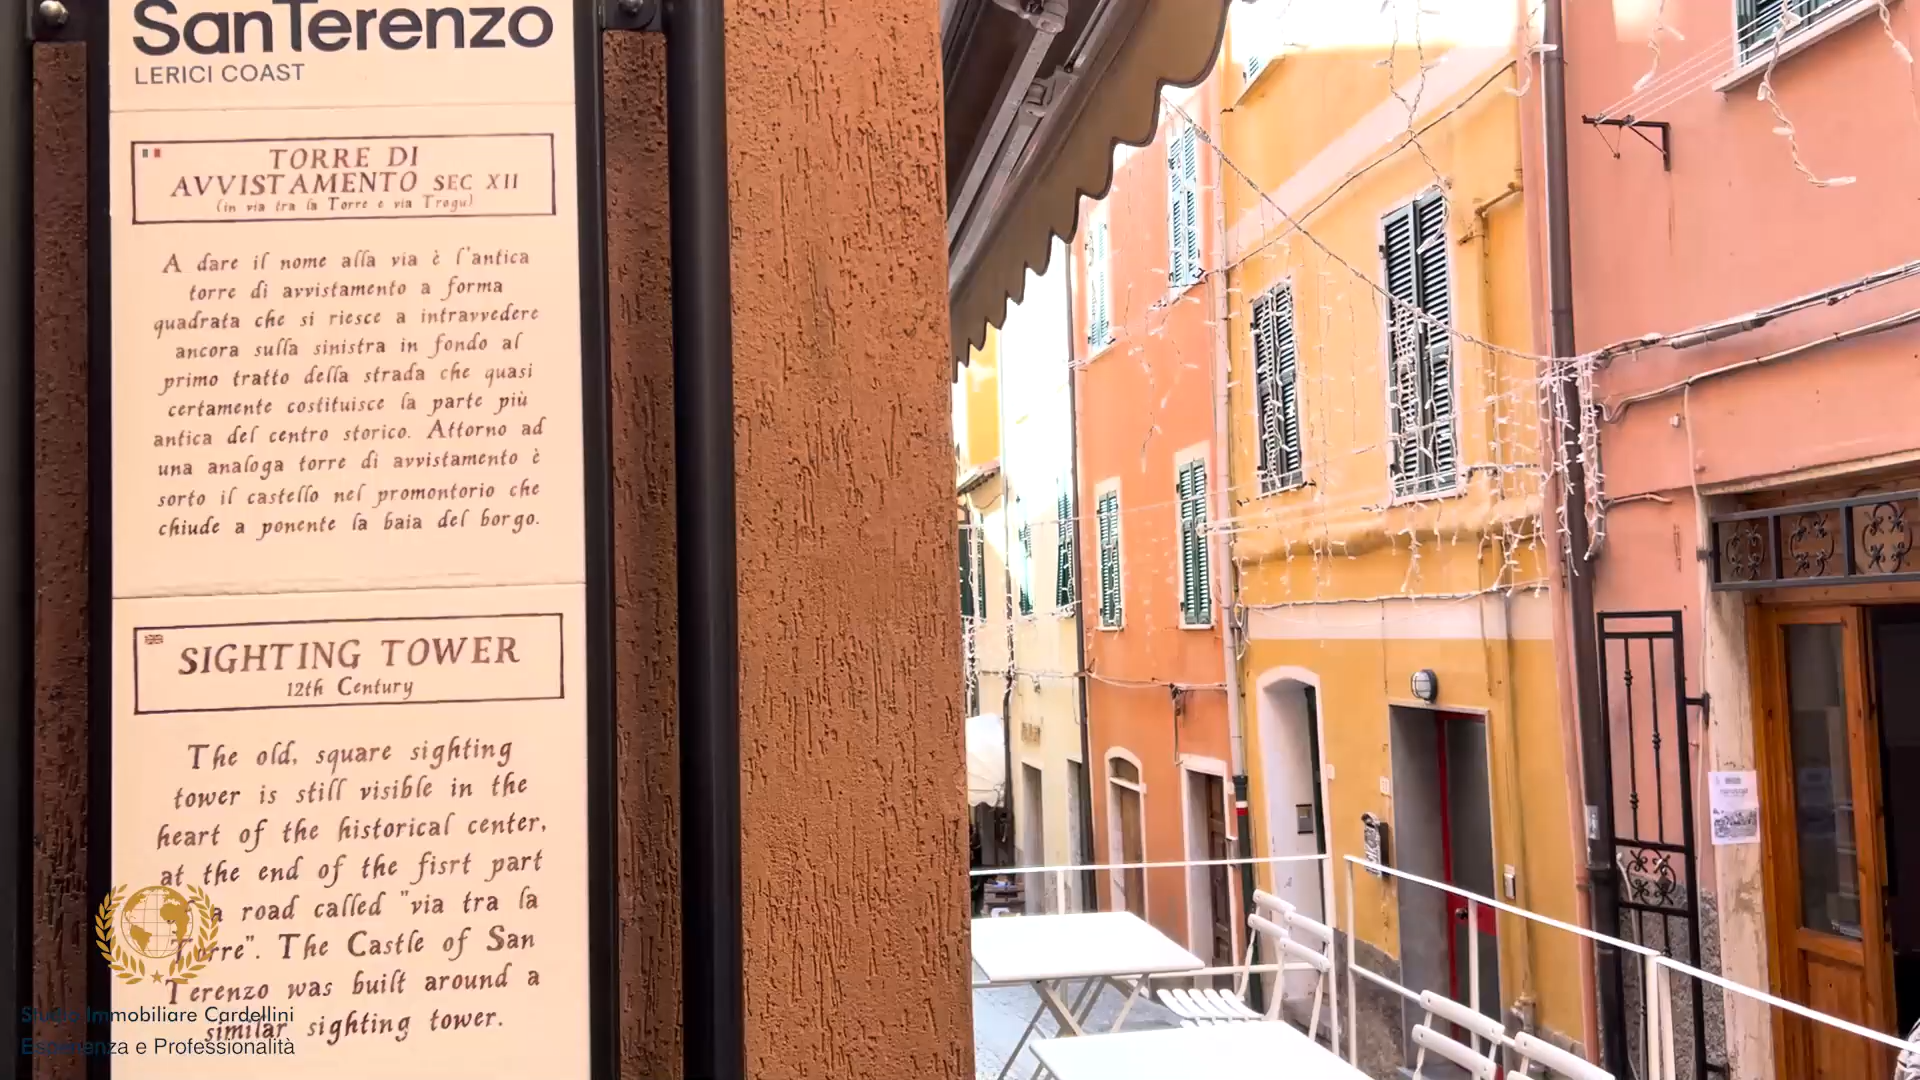 SanTerenzo
LERICI COAST
TORRE DI
AVVISTAMENTO SEC XII
(in via tra la Torre e via Trogu)
A dare il nome alla via è l'antica
torre di avvistamento a forma
quadrata che si riesce a intravvedere
ancora sulla sinistra in fondo al
primo tratto della strada che quasi
certamente costituisce la parte più
antica del centro storico. Attorno ad
una analoga torre di avvistamento è
sorto il castello nel promontorio che
chiude a ponente la baia del borgo.
SIGHTING TOWER
12th Century
The old, square sighting
tower is still visible in the
heart of the historical center,
at the end of the fisrt part
a road called "via tra la
Torre". The Castle of San
Terenzo was built around a
similar sighting tower.
Studio Immobiliare Cardellini
Esperienza e Professionalità